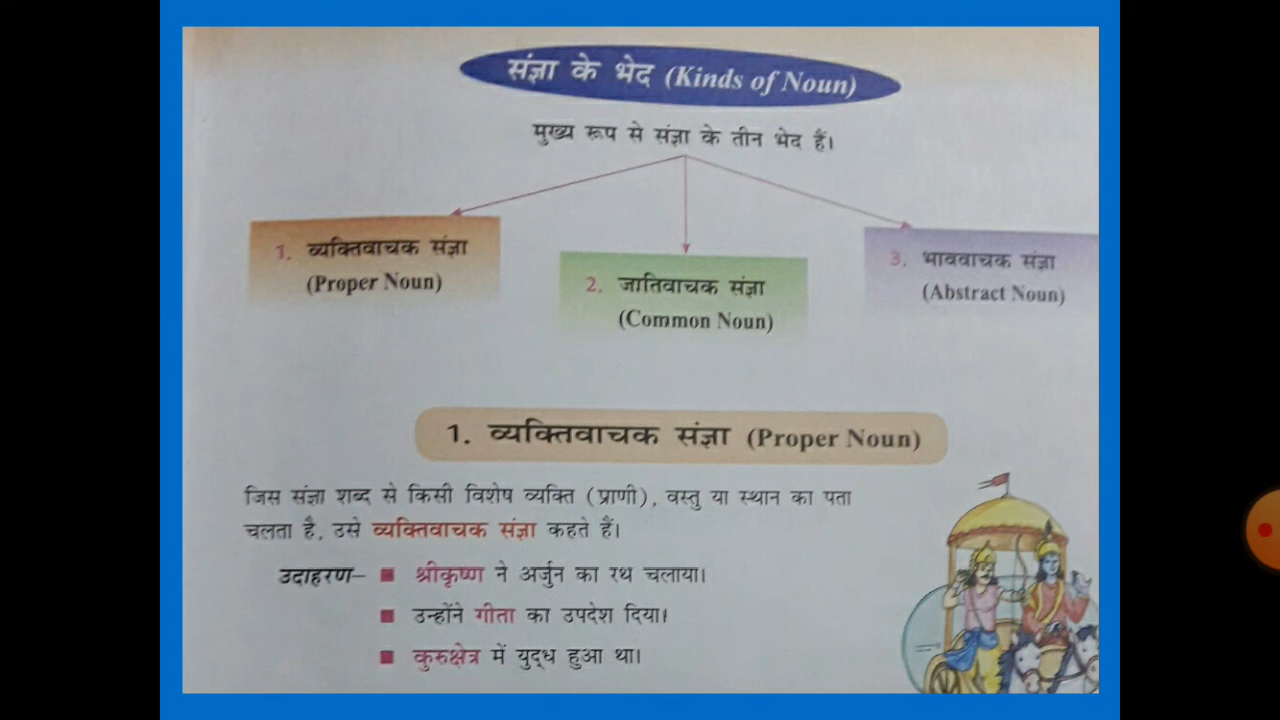 संज्ञा के भेद (Kinds of Noun)
मुख्य रूप से संज्ञा के तीन भेद हैं।
1. व्यक्तिवाचक संज्ञा
(Proper Noun)
2. जातिवाचक संज्ञा
(Common Noun)
3. भाववाचक संज्ञा
(Abstract Noun)
1. व्यक्तिवाचक संज्ञा (Proper Noun)
जिस संज्ञा शब्द से किसी विशेष व्यक्ति (प्राणी), वस्तु या स्थान का पता
चलता है, उसे व्यक्तिवाचक संज्ञा कहते हैं।
उदाहरण– ■ श्रीकृष्ण ने अर्जुन का रथ चलाया।
■ उन्होंने गीता का उपदेश दिया।
■ कुरुक्षेत्र में युद्ध हुआ था।